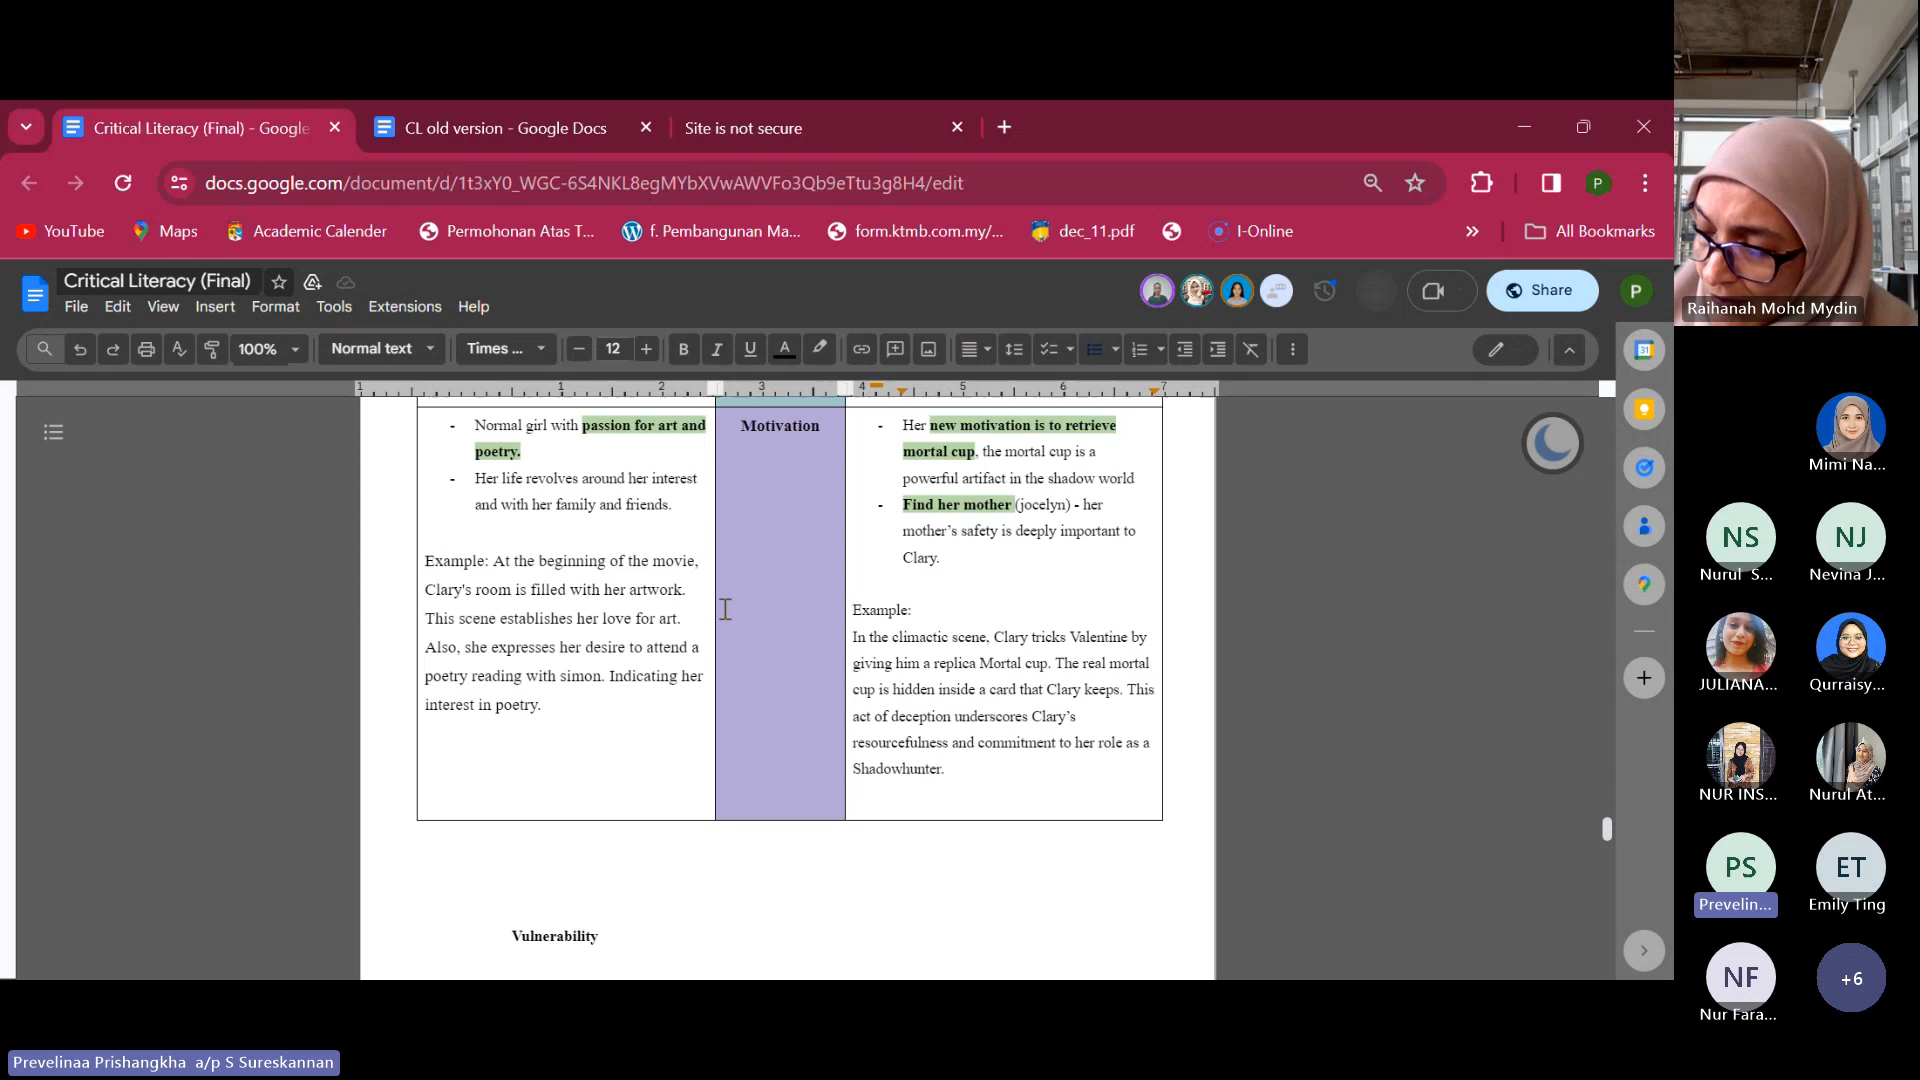 Critical Literacy (Final) - Google
CL old version - Google Docs
Site is not secure
docs.google.com/document/d/1t3xY0_WGC-6S4NKL8egMYbXVwAWVFo3Qb9eTtu3g8H4/edit
YouTube
Maps
Academic Calender
Permohonan Atas T...
f. Pembangunan Ma...
form.ktmb.com.my/...
dec_11.pdf
I-Online
All Bookmarks
Critical Literacy (Final)
File Edit View Insert Format Tools Extensions Help
Share
P
P
100%
Normal text
Times ...
12
B I U A
1 1 2 3 4 5 6 7
- Normal girl with passion for art and
poetry.
- Her life revolves around her interest
and with her family and friends.
Example: At the beginning of the movie,
Clary's room is filled with her artwork.
This scene establishes her love for art.
Also, she expresses her desire to attend a
poetry reading with simon. Indicating her
interest in poetry.
Motivation
- Her new motivation is to retrieve
mortal cup, the mortal cup is a
powerful artifact in the shadow world
- Find her mother (jocelyn) - her
mother's safety is deeply important to
Clary.
Example:
In the climactic scene, Clary tricks Valentine by
giving him a replica Mortal cup. The real mortal
cup is hidden inside a card that Clary keeps. This
act of deception underscores Clary's
resourcefulness and commitment to her role as a
Shadowhunter.
Vulnerability
31
Raihanah Mohd Mydin
Mimi Na...
NS
Nurul S...
NJ
Nevina J...
JULIANA...
Qurraisy...
NUR INS...
Nurul At...
PS
Prevelin...
ET
Emily Ting
NF
Nur Fara...
+6
Prevelinaa Prishangkha a/p S Sureskannan